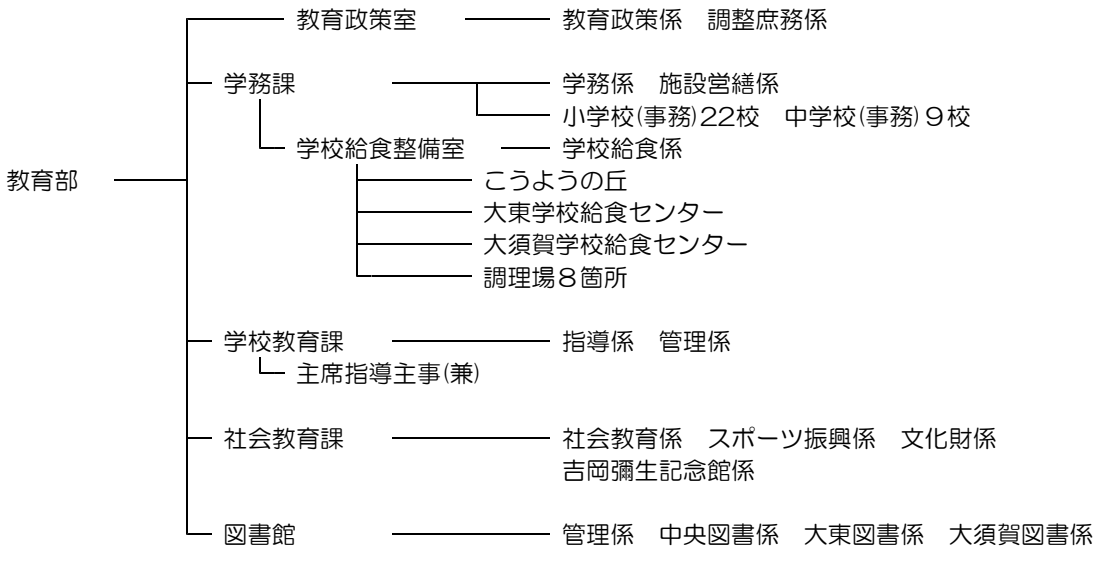 教育政策室 教育政策係 調整庶務係
学務課 学務係 施設営繕係
小学校(事務)22校 中学校(事務)9校
学校給食整備室 学校給食係
教育部 こうようの丘
大東学校給食センター
大須賀学校給食センター
調理場8箇所
学校教育課 指導係 管理係
主席指導主事(兼)
社会教育課 社会教育係 スポーツ振興係 文化財係
吉岡彌生記念館係
図書館 管理係 中央図書係 大東図書係 大須賀図書係